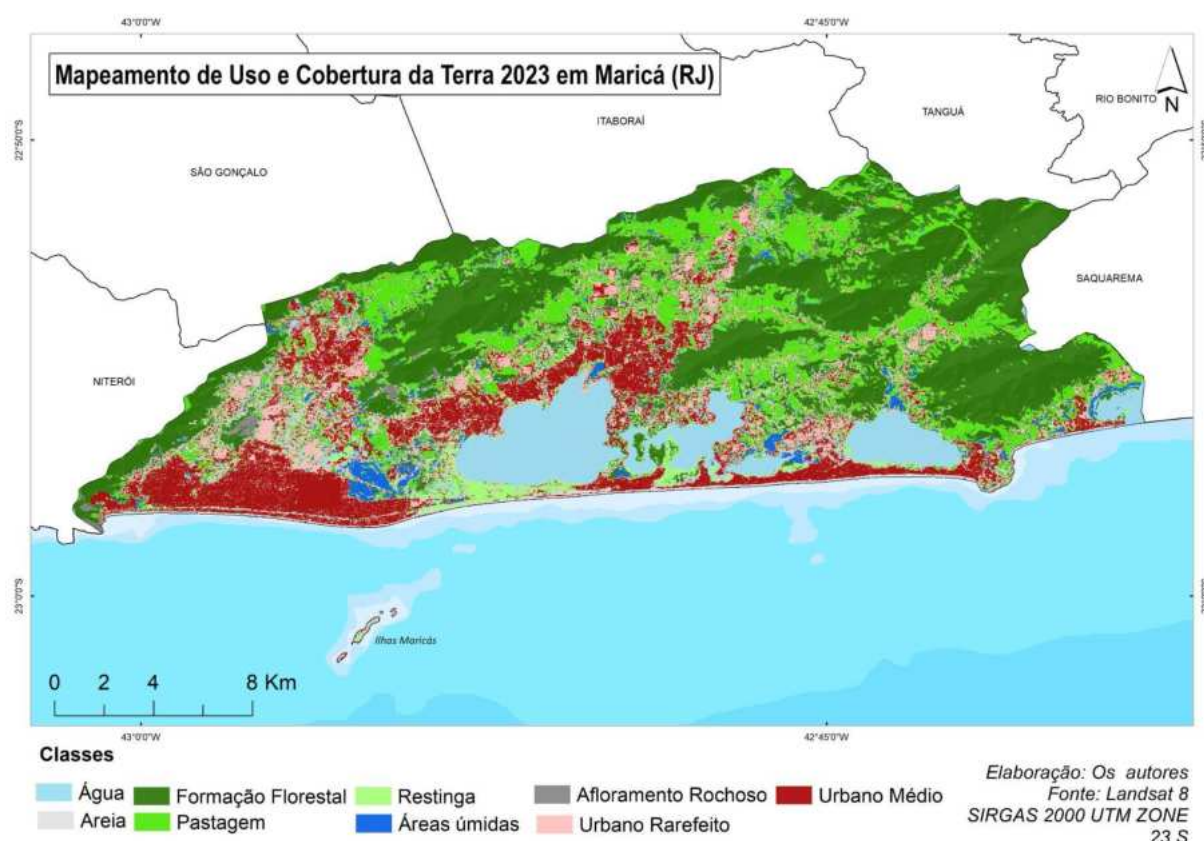 43°0'0"W
42°45'0"W
Mapeamento de Uso e Cobertura da Terra 2023 em Maricá (RJ)
N
RIO BONITO
TANGUÁ
ITABORAÍ
22°50'0"S
SÃO GONÇALO
SAQUAREMA
NITERÓI
23°0'0"S
Ilhas Maricás
0 2 4 8 Km
43°0'0"W
42°45'0"W
Classes
Água
Formação Florestal
Restinga
Afloramento Rochoso
Urbano Médio
Areia
Pastagem
Áreas úmidas
Urbano Rarefeito
Elaboração: Os autores
Fonte: Landsat 8
SIRGAS 2000 UTM ZONE
23 S